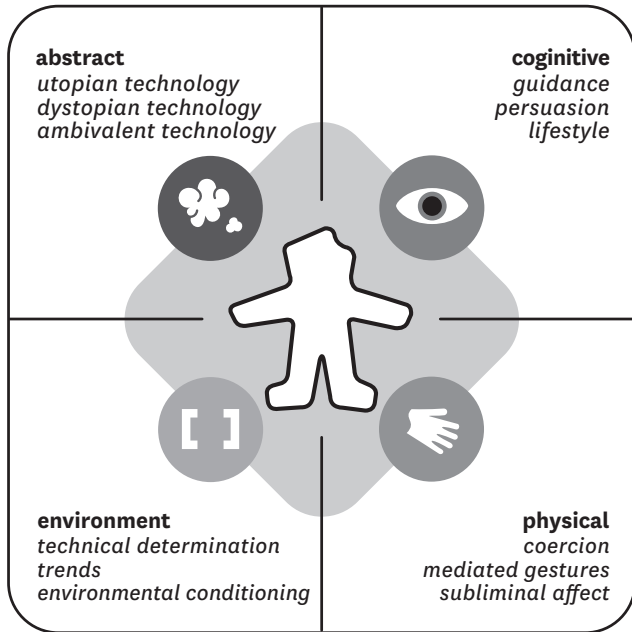 abstract
utopian technology
dystopian technology
ambivalent technology
coginitive
guidance
persuasion
lifestyle
environment
technical determination
trends
environmental conditioning
physical
coercion
mediated gestures
subliminal affect